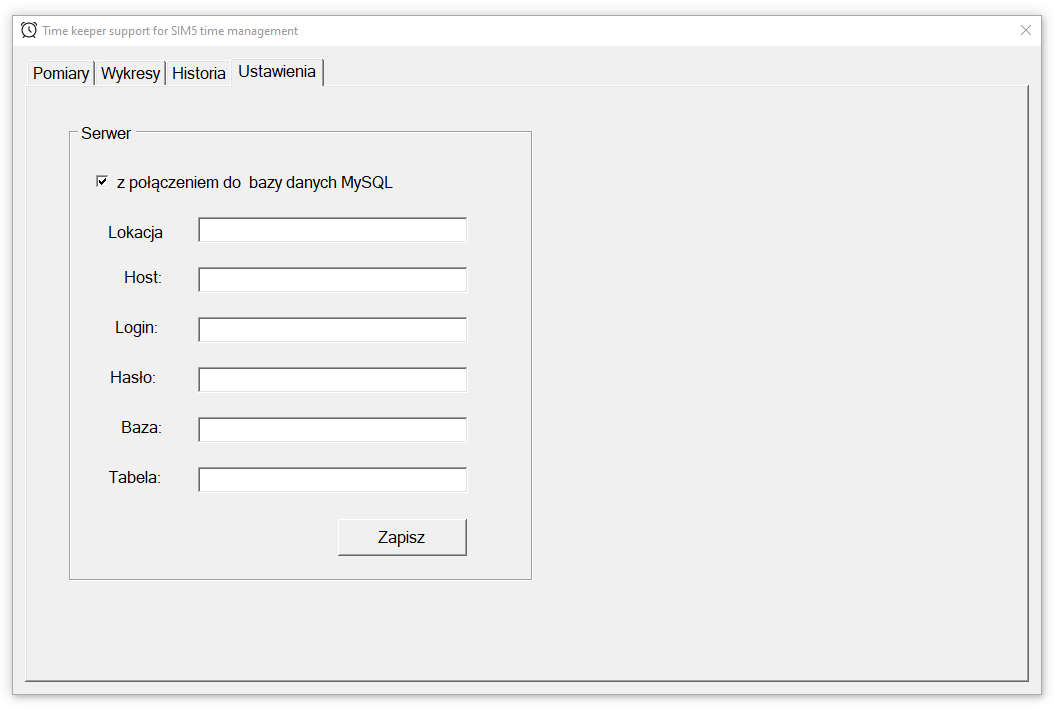 Time keeper support for SIM5 time management
Pomiary Wykresy Historia Ustawienia
Serwer
z połączeniem do  bazy danych MySQL
Lokacja
Host:
Login:
Hasło:
Baza:
Tabela:
Zapisz